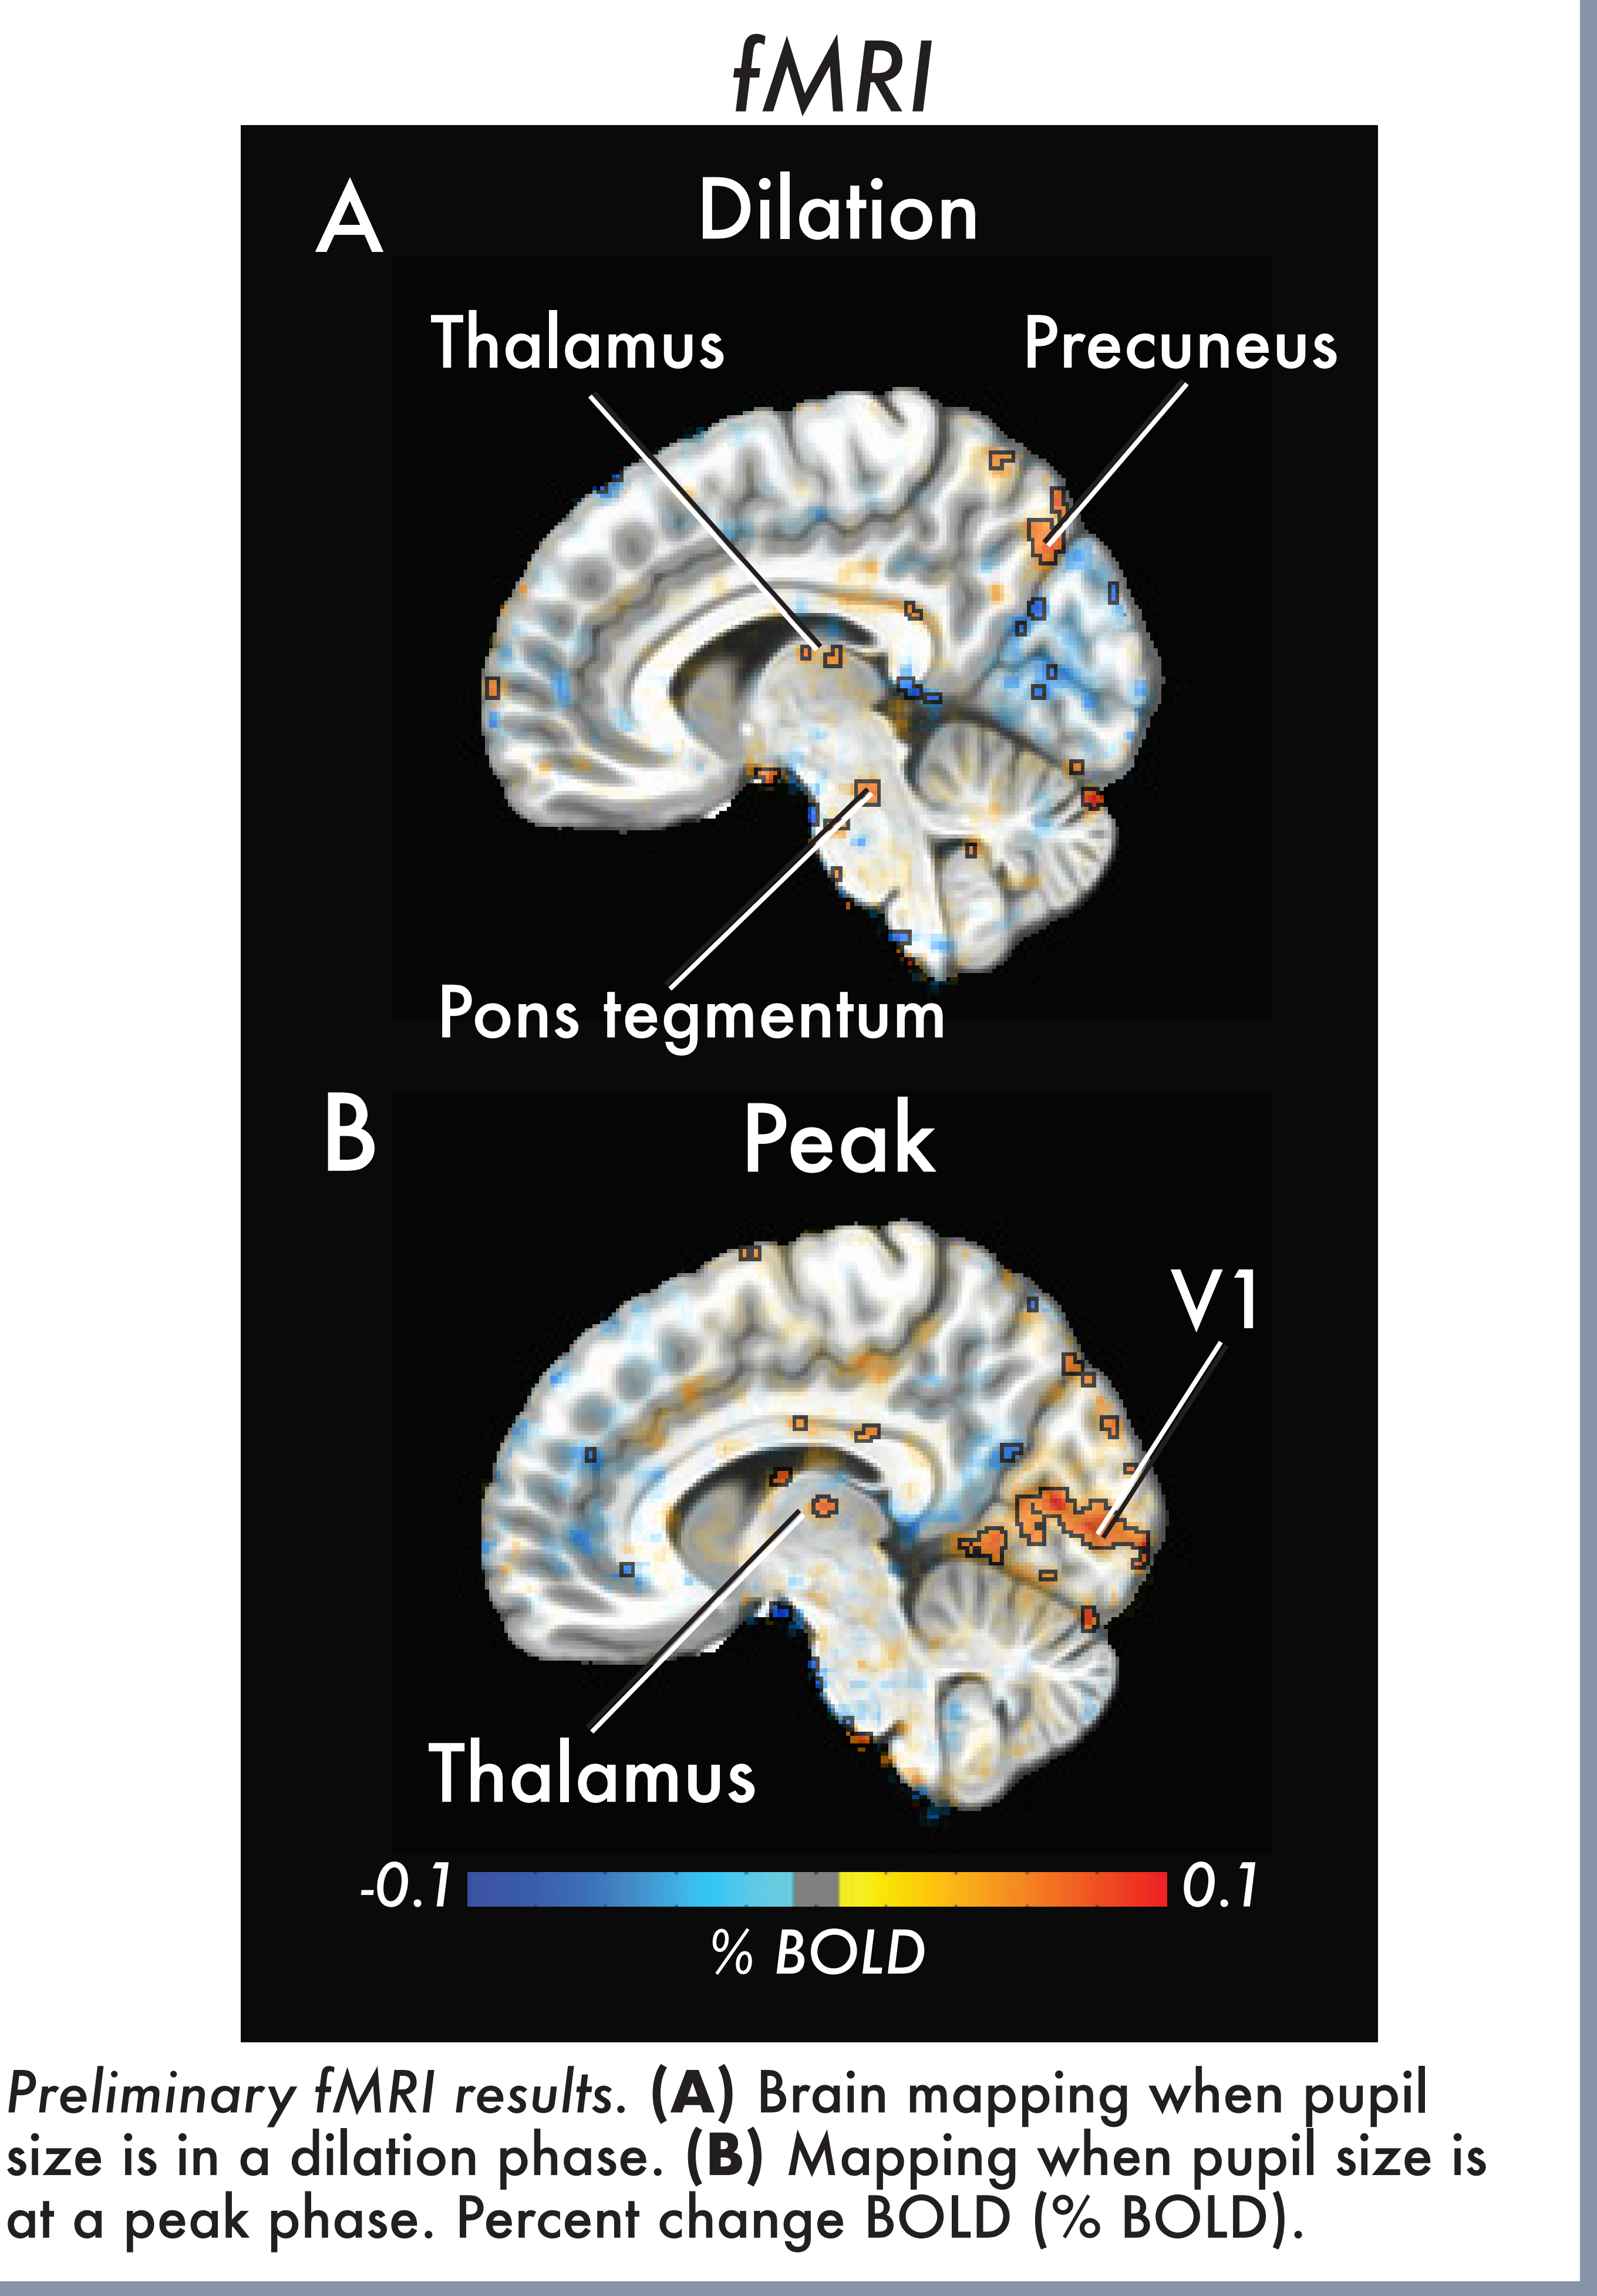 fMRI
A
Dilation
Thalamus
Precuneus
Pons tegmentum
B
Peak
V1
Thalamus
-0.1
0.1
% BOLD
Preliminary fMRI results. (A) Brain mapping when pupil
size is in a dilation phase. (B) Mapping when pupil size is
at a peak phase. Percent change BOLD (% BOLD).